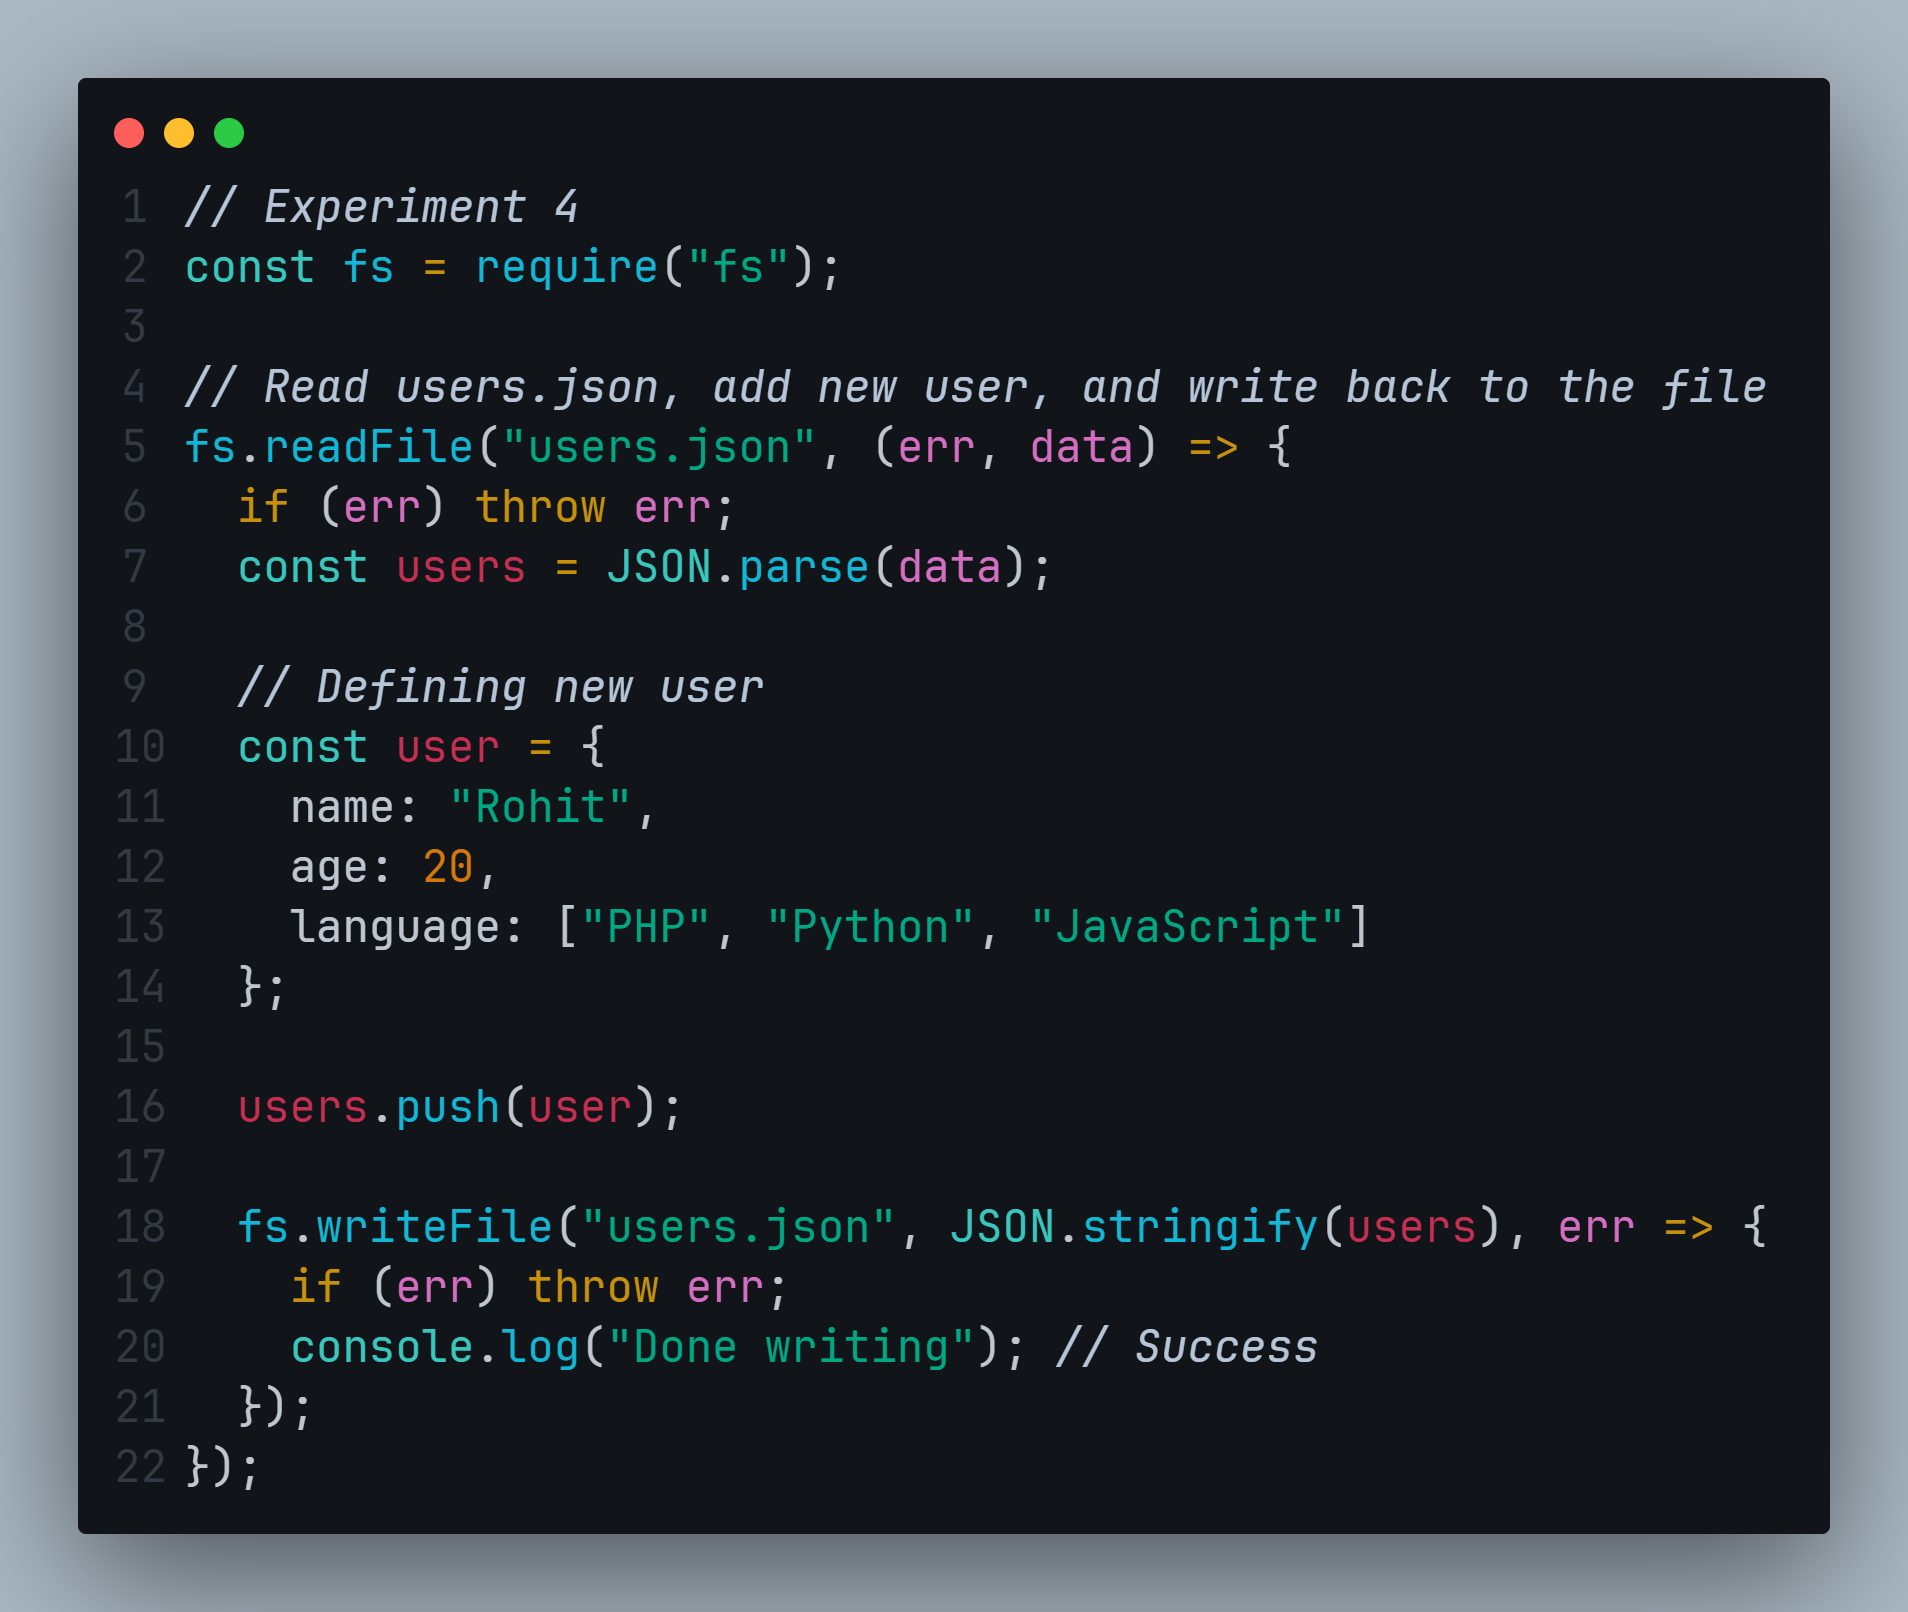 1 // Experiment 4
2 const fs = require("fs");
3
4 // Read users.json, add new user, and write back to the file
5 fs.readFile("users.json", (err, data) => {
6   if (err) throw err;
7   const users = JSON.parse(data);
8
9   // Defining new user
10   const user = {
11     name: "Rohit",
12     age: 20,
13     language: ["PHP", "Python", "JavaScript"]
14   };
15
16   users.push(user);
17
18   fs.writeFile("users.json", JSON.stringify(users), err => {
19     if (err) throw err;
20     console.log("Done writing"); // Success
21   });
22 });